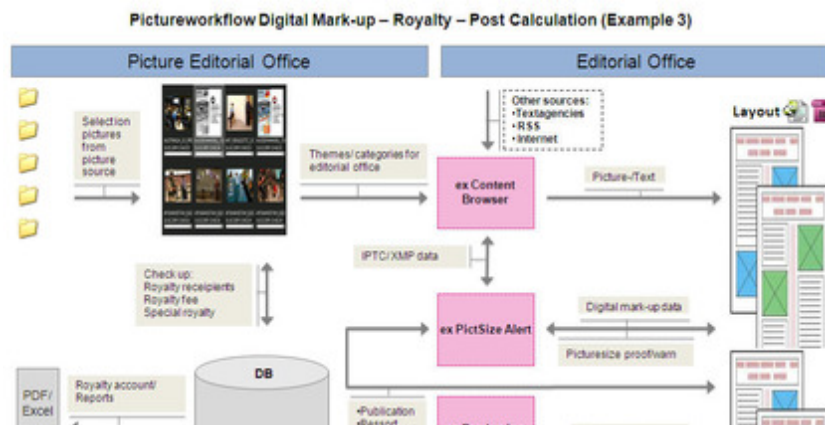 Pictureworkflow Digital Mark-up – Royalty – Post Calculation (Example 3)
Picture Editorial Office
Editorial Office
Selection
pictures
from
picture
source
Themes/categories for
editorial office
Other sources:
•Textagencies
•RSS
•Internet
Layout
ex Content
Browser
Picture-/Text
IPTC/XMP data
Check up:
Royalty receipients
Royalty fee
Special royalty
ex PictSize Alert
Digital mark-up data
Picturesize proof/warn
DB
PDF/
Excel
Royalty account/
Reports
•Publication